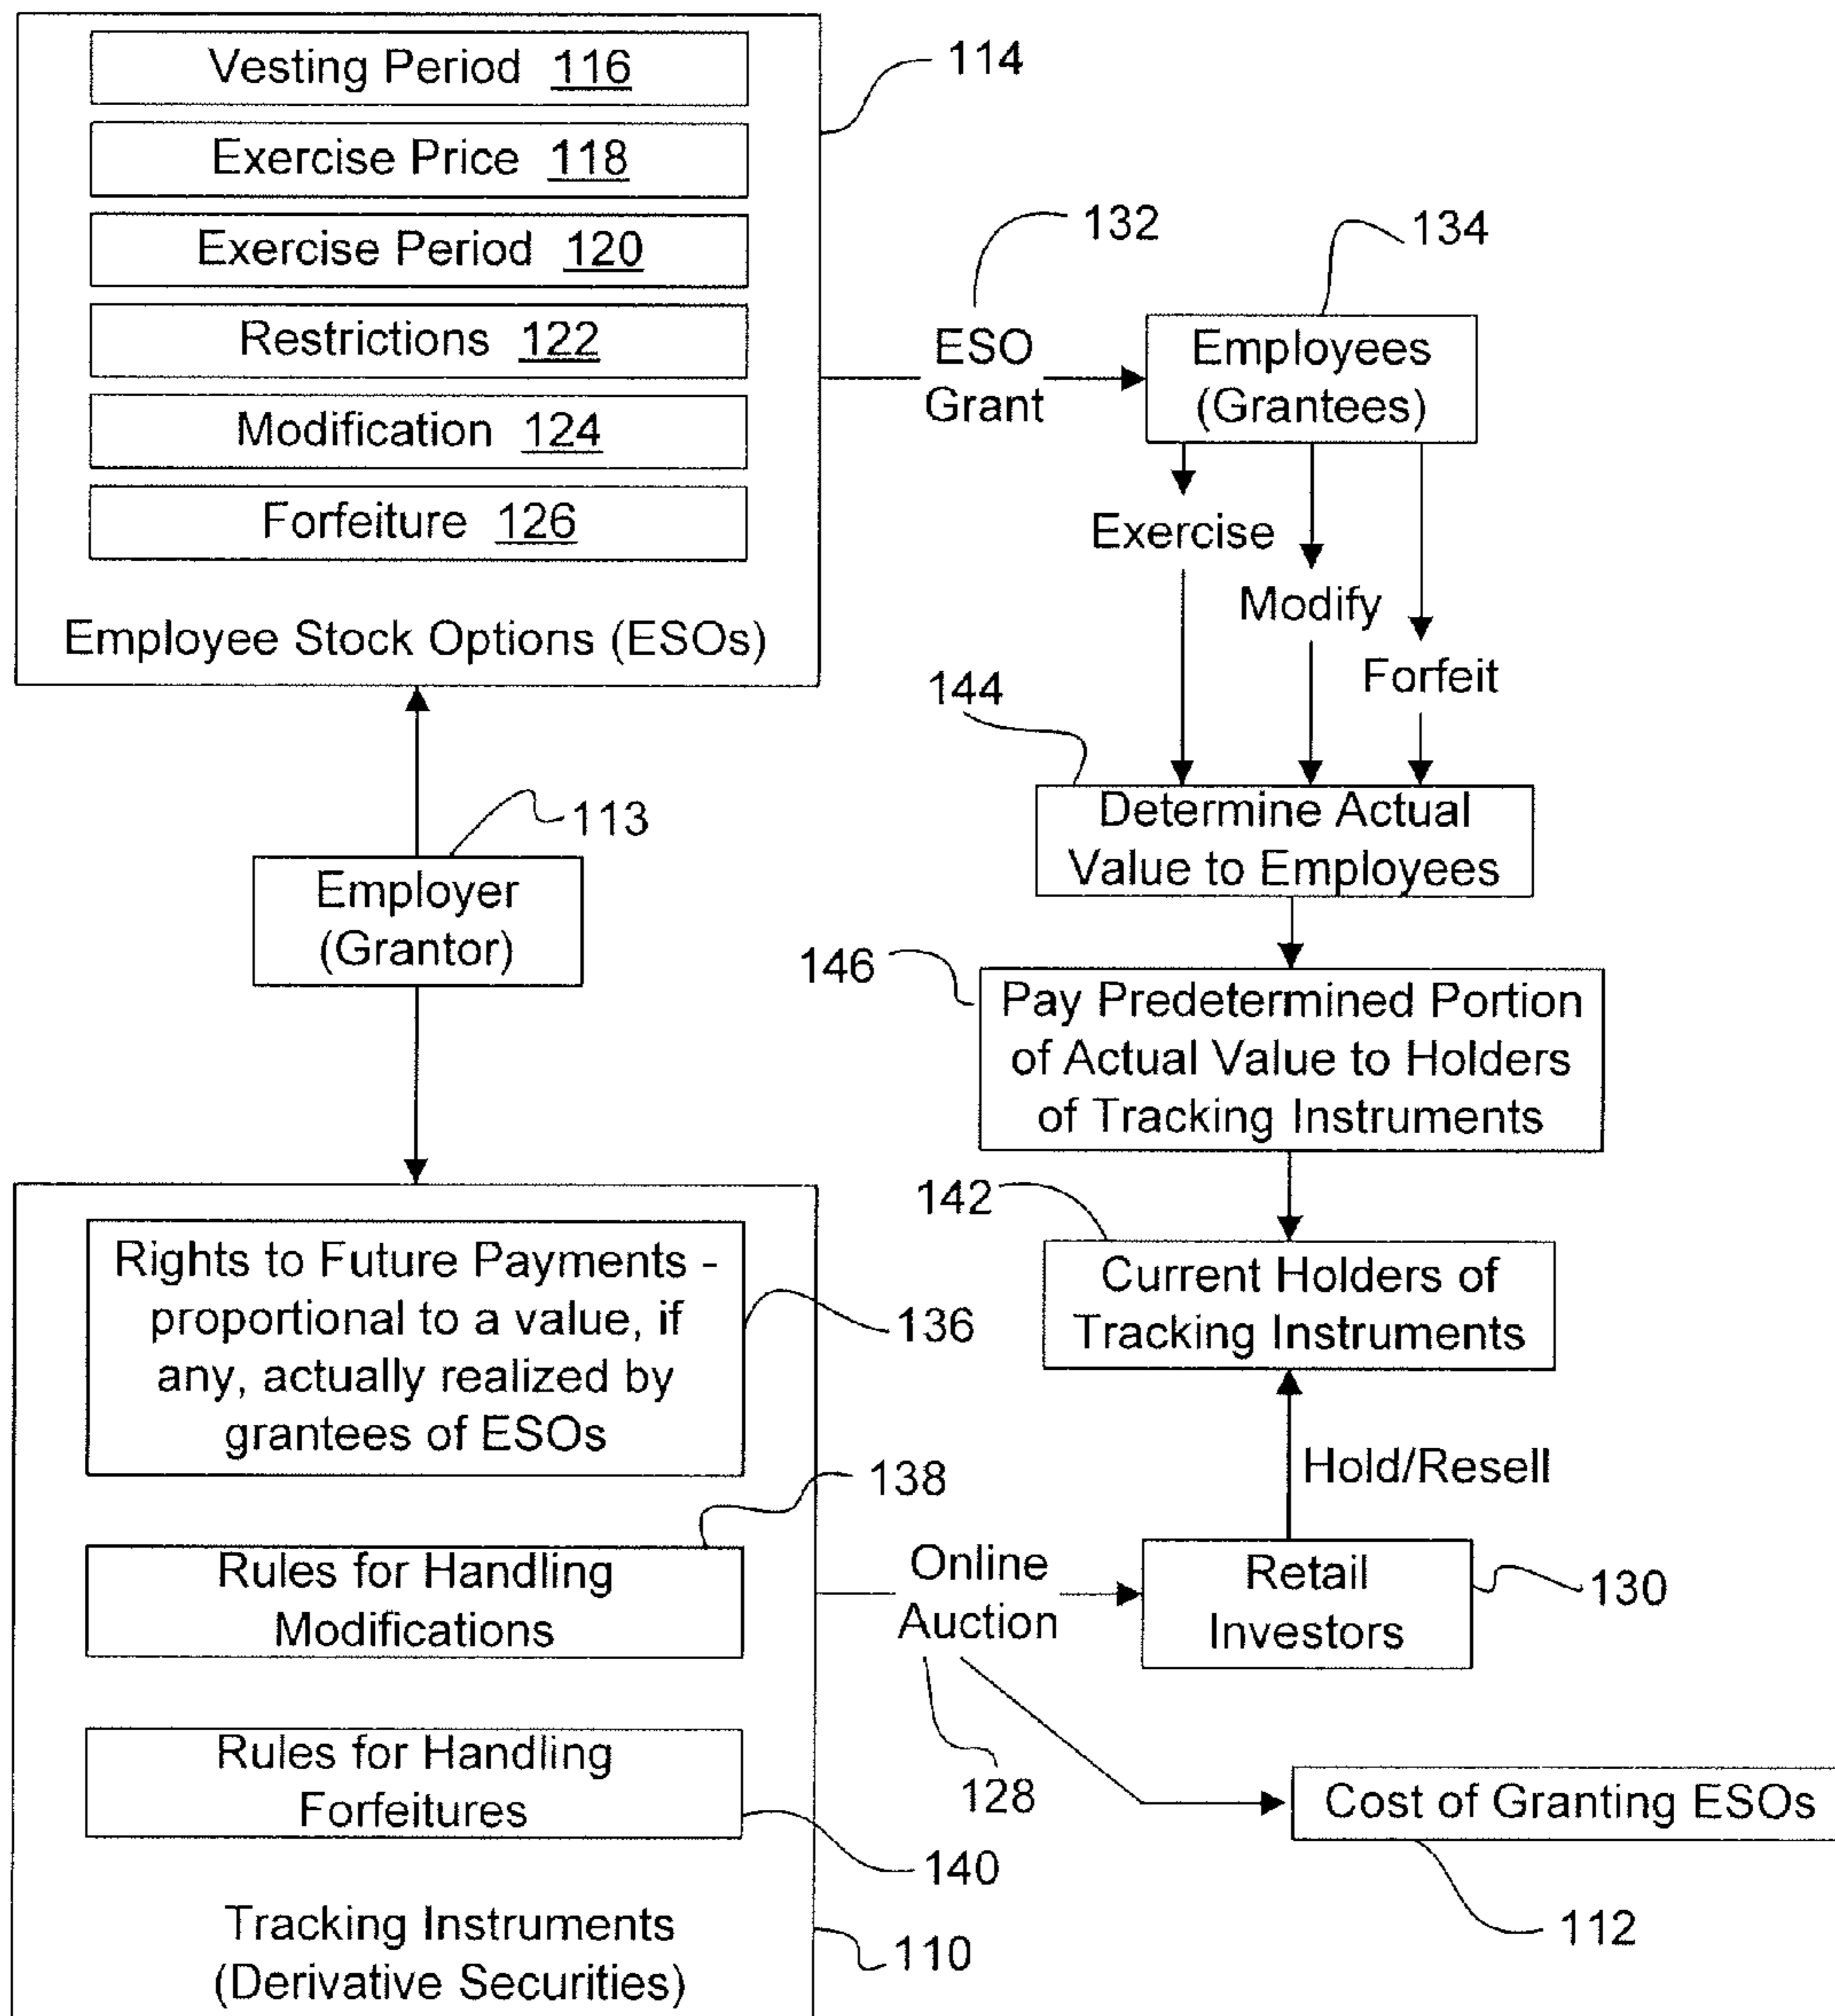 Vesting Period 116
Exercise Price 118
Exercise Period 120
Restrictions 122
Modification 124
Forfeiture 126
Employee Stock Options (ESOs)
114
132
ESO
Grant
134
Employees
(Grantees)
Exercise
Modify
Forfeit
144
Determine Actual
Value to Employees
113
Employer
(Grantor)
146
Pay Predetermined Portion
of Actual Value to Holders
of Tracking Instruments
142
Current Holders of
Tracking Instruments
Rights to Future Payments -
proportional to a value, if
any, actually realized by
grantees of ESOs
136
138
Hold/Resell
Rules for Handling
Modifications
Online
Auction
Retail
Investors
130
Rules for Handling
Forfeitures
128
Cost of Granting ESOs
140
112
Tracking Instruments
(Derivative Securities)
110